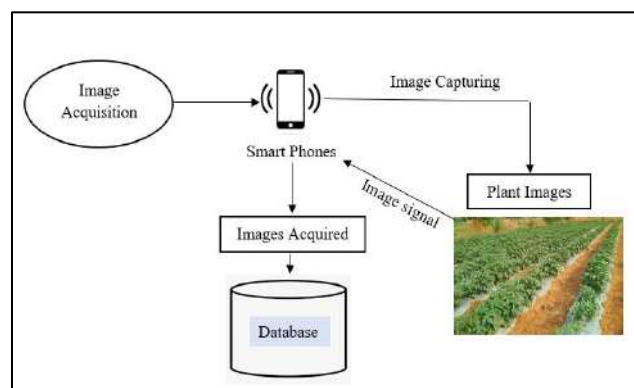 Image
Acquisition
Image Capturing
Smart Phones
Image signal
Plant Images
Images Acquired
Database